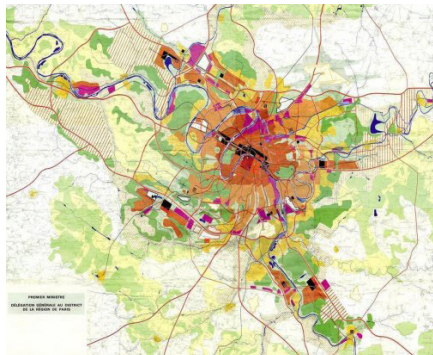 PREMIER MINISTRE
DÉLÉGATION GÉNÉRALE AU DISTRICT
DE LA RÉGION DE PARIS